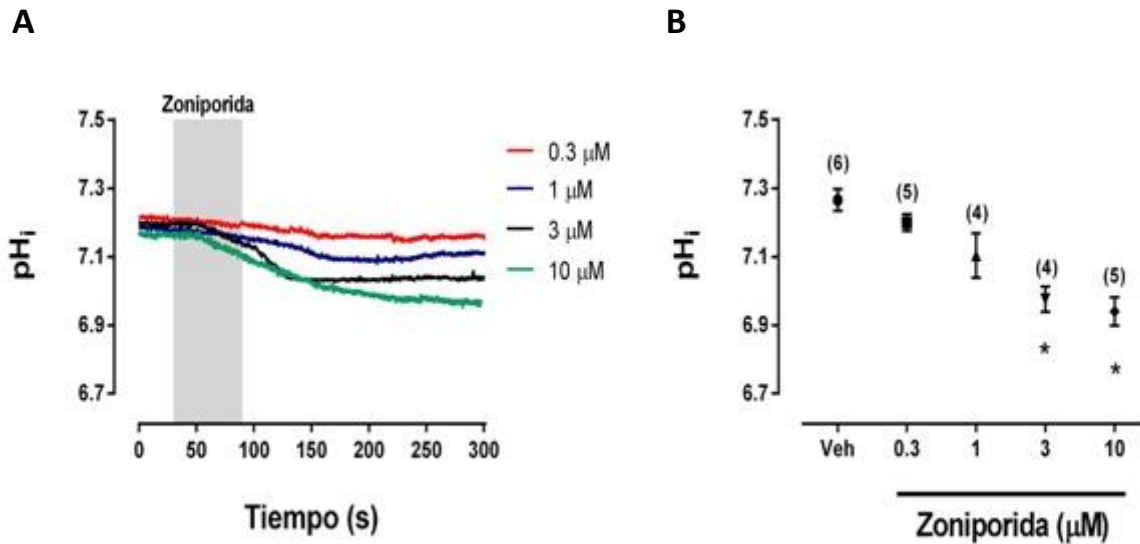 A
Zoniporida
7.5
7.3
7.1
6.9
6.7
pHi
0 50 100 150 200 250 300
Tiempo (s)
0.3 μM
1 μM
3 μM
10 μM
B
7.5
7.3
7.1
6.9
6.7
pHi
(6)
(5)
(4)
(4)
(5)
*
*
Veh 0.3 1 3 10
Zoniporida (μM)